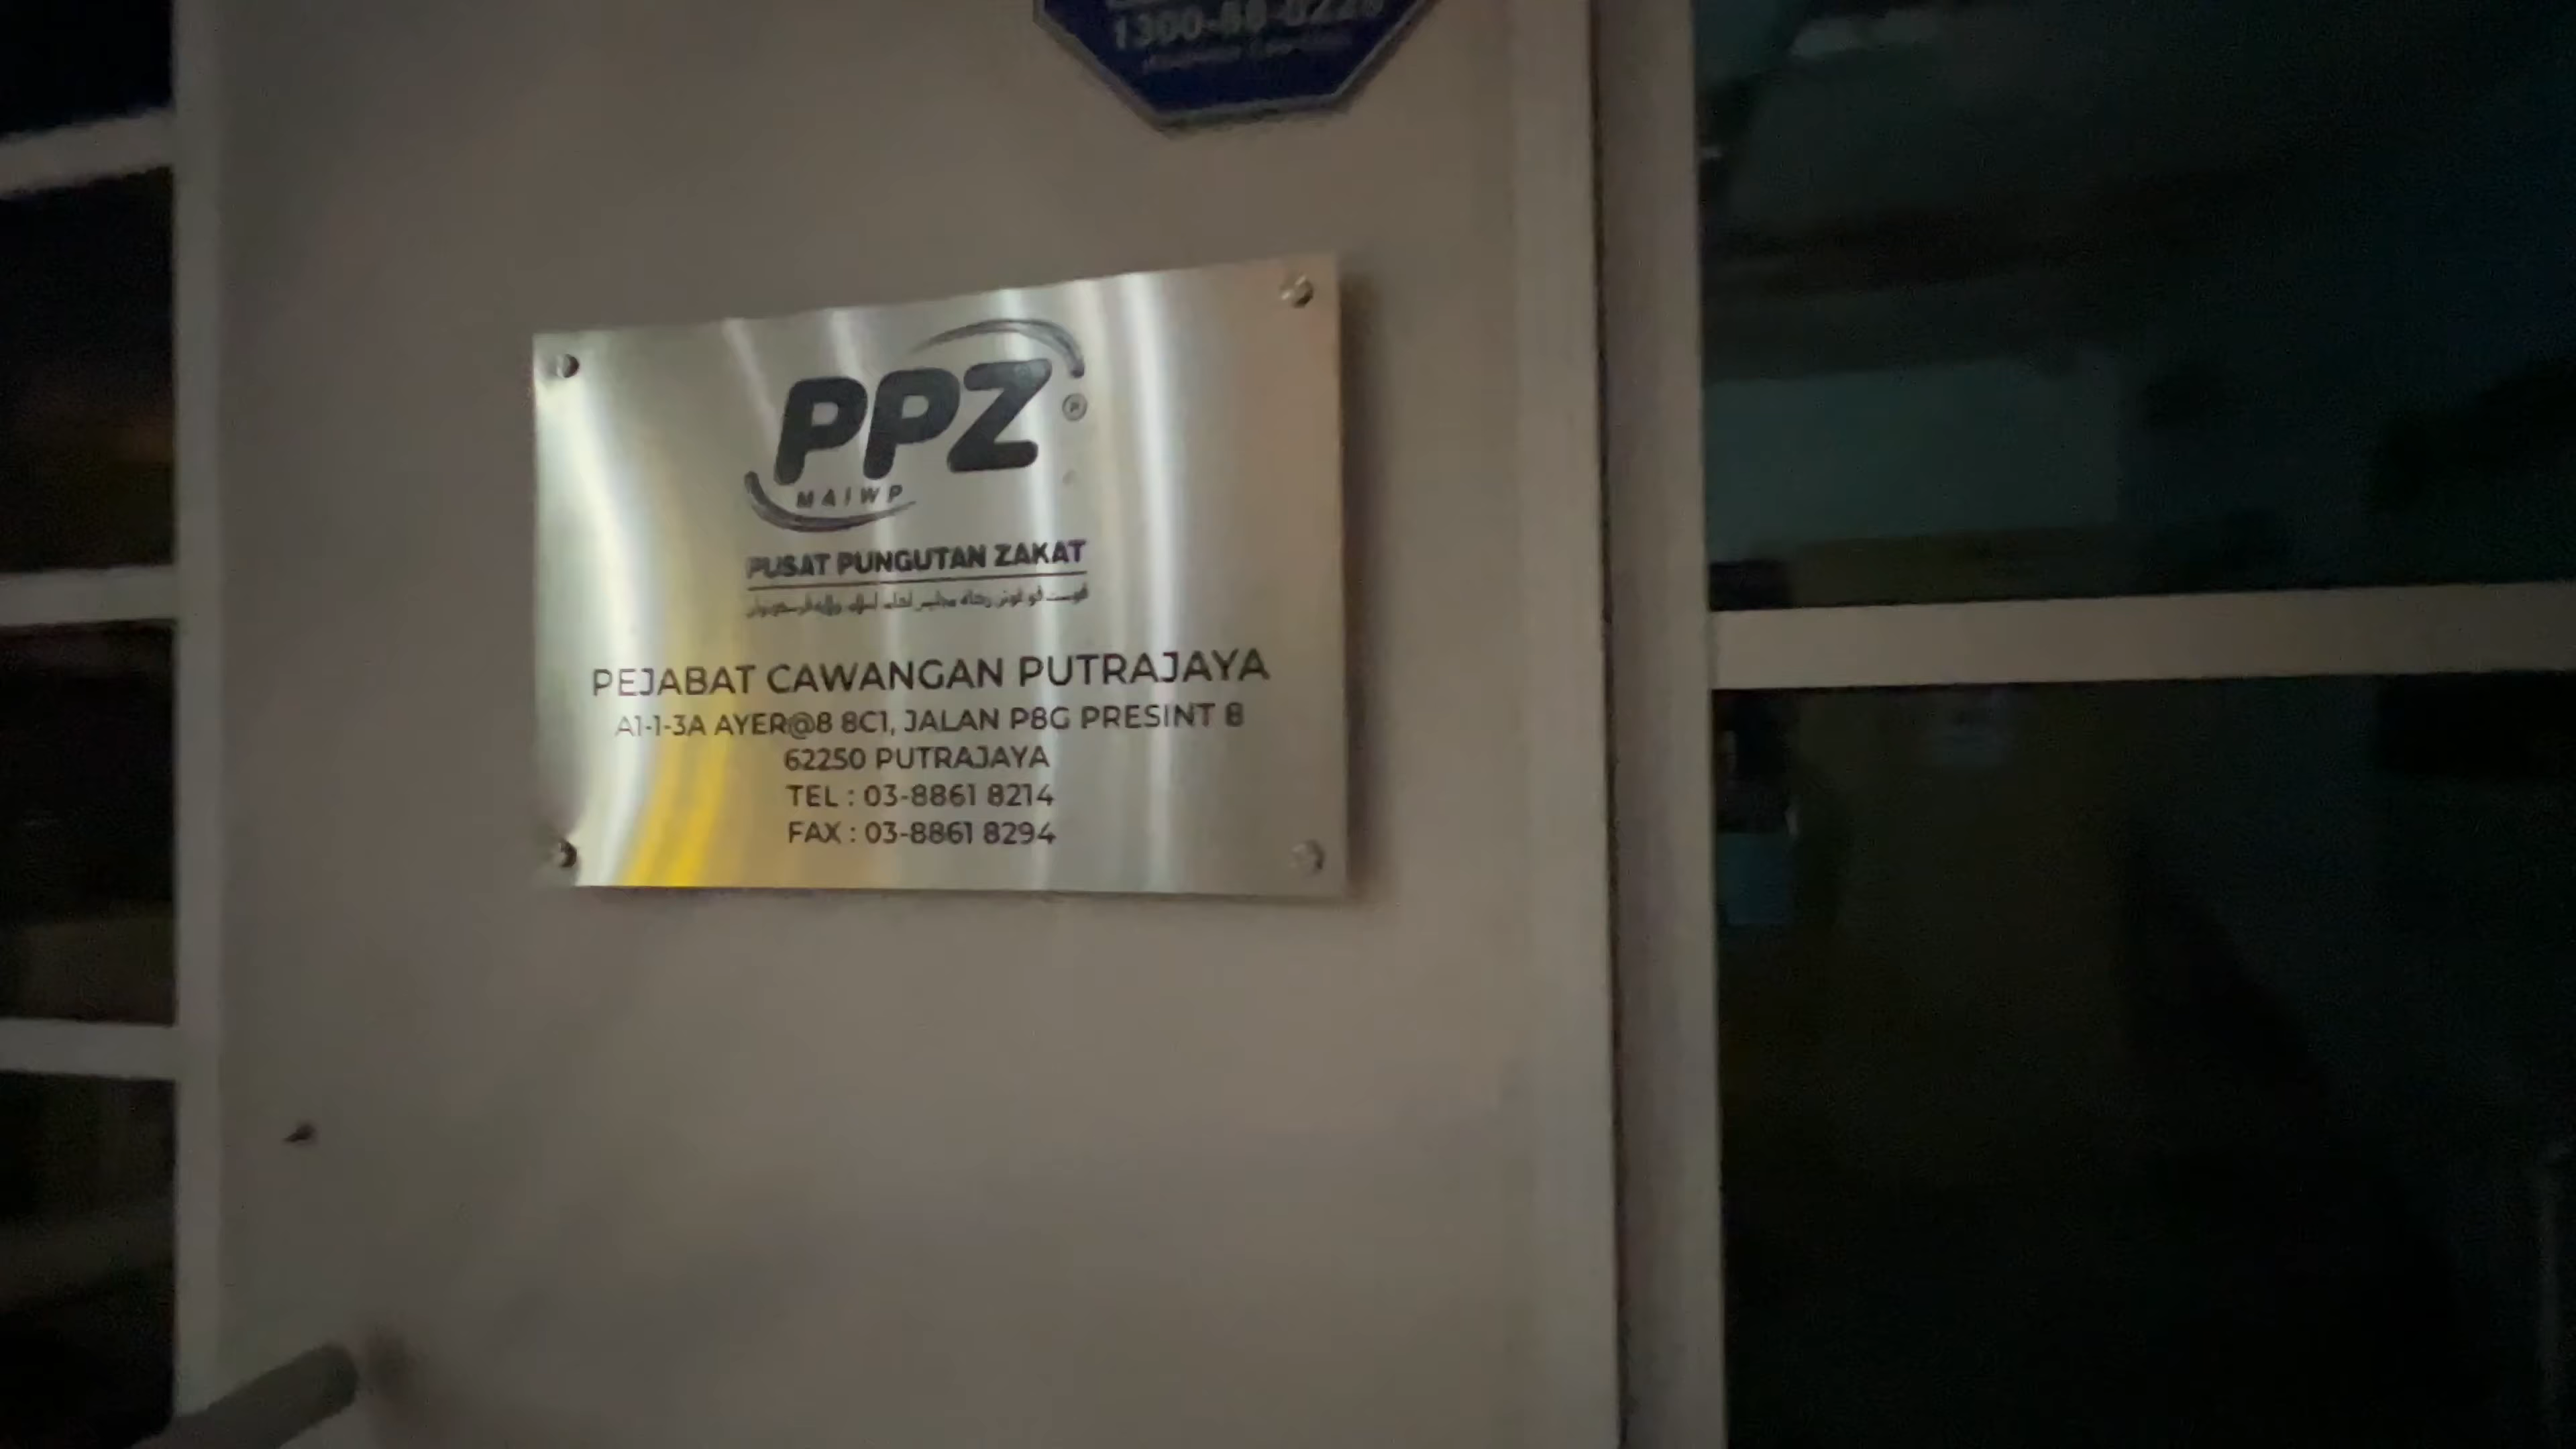 PPZ
MAIWP
PUSAT PUNGUTAN ZAKAT
PEJABAT CAWANGAN PUTRAJAYA
A1-1-3A AYER@8 8C1, JALAN P8G PRESINT 8
62250 PUTRAJAYA
TEL : 03-8861 8214
FAX : 03-8861 8294